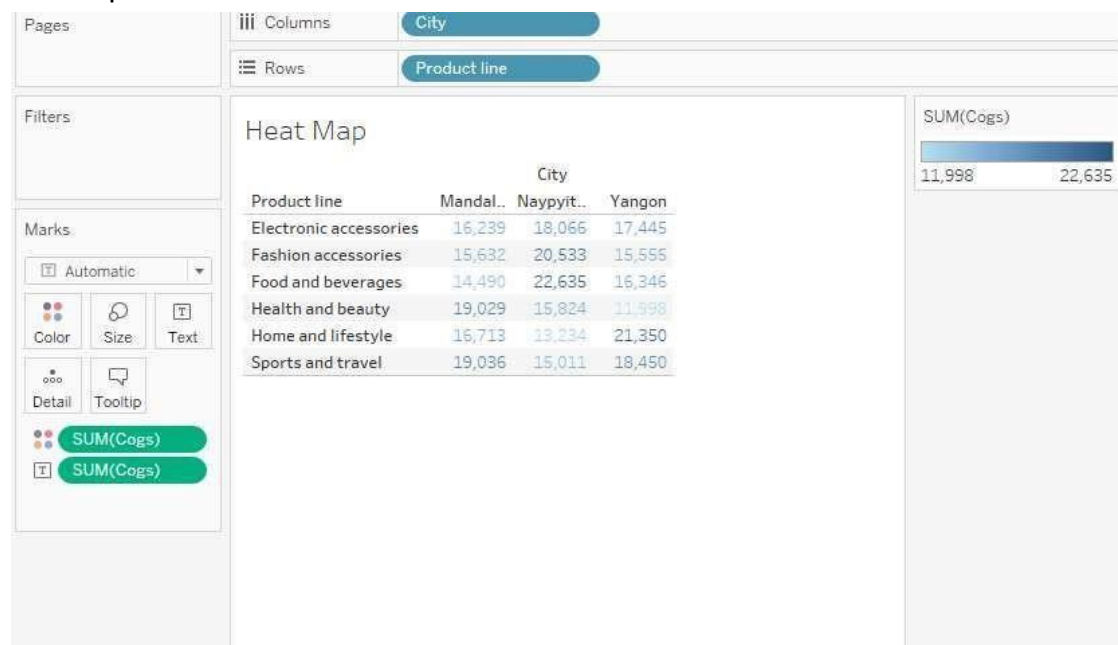 Pages
iii Columns City
Rows Product line
Filters
Heat Map
SUM(Cogs)
11,998 22,635
City
Product line Mandal.. Naypyit.. Yangon
Electronic accessories 16,239 18,066 17,445
Fashion accessories 15,632 20,533 15,555
Food and beverages 14,490 22,635 16,346
Health and beauty 19,029 15,824 11,998
Home and lifestyle 16,713 13,234 21,350
Sports and travel 19,036 15,011 18,450
Marks
T Automatic
T
Color Size Text
Detail Tooltip
SUM(Cogs)
T SUM(Cogs)